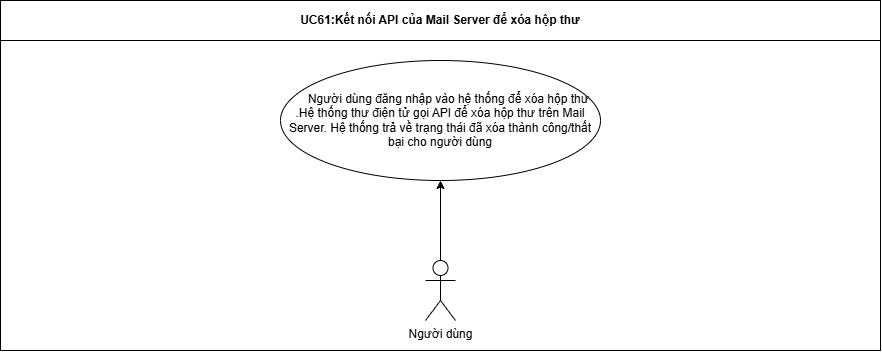 UC61:Kết nối API của Mail Server để xóa hộp thư
Người dùng đăng nhập vào hệ thống để xóa hộp thư
.Hệ thống thư điện tử gọi API để xóa hộp thư trên Mail
Server. Hệ thống trả về trạng thái đã xóa thành công/thất
bại cho người dùng
Người dùng